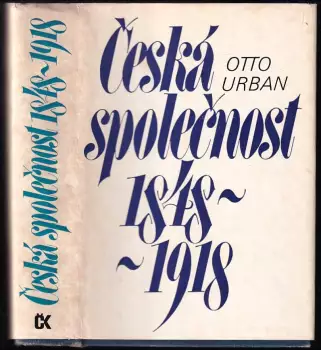 Česká společnost 1848~1918
ČK
Česká
OTTO
URBAN
společnost
1848~
~1918